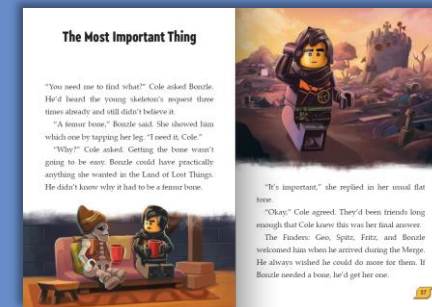 The Most Important Thing
"You need me to find what?" Cole asked Bonzle.
He'd heard the young skeleton's request three
times already and still didn't believe it.
"A femur bone," Bonzle said. She showed him
which one by tapping her leg. "I need it, Cole."
"Why?" Cole asked. Getting the bone wasn't
going to be easy. Bonzle could have practically
anything she wanted in the Land of Lost Things.
He didn't know why it had to be a femur bone.
"It's important," she replied in her usual flat
tone.
"Okay," Cole agreed. They'd been friends long
enough that Cole knew this was her final answer.
The Finders: Geo, Spitz, Fritz, and Bonzle
welcomed him when he arrived during the Merge.
He always wished he could do more for them. If
Bonzle needed a bone, he'd get her one.
57